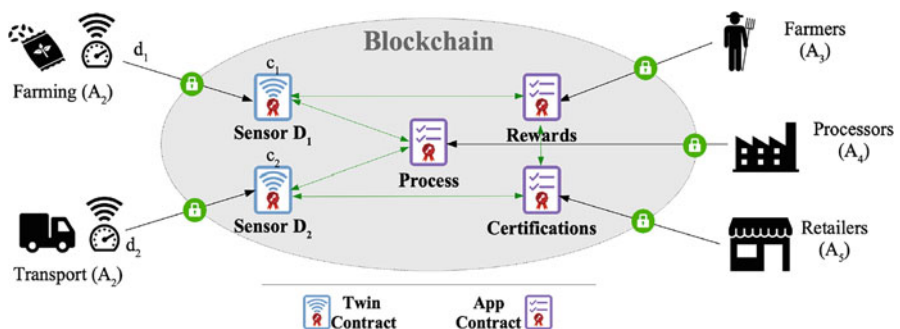 Blockchain
d1
c1
Farming (A2)
Sensor D1
Rewards
Farmers
(A3)
Process
Processors
(A4)
c2
Sensor D2
Certifications
d2
Transport (A2)
Retailers
(A5)
Twin
Contract
App
Contract